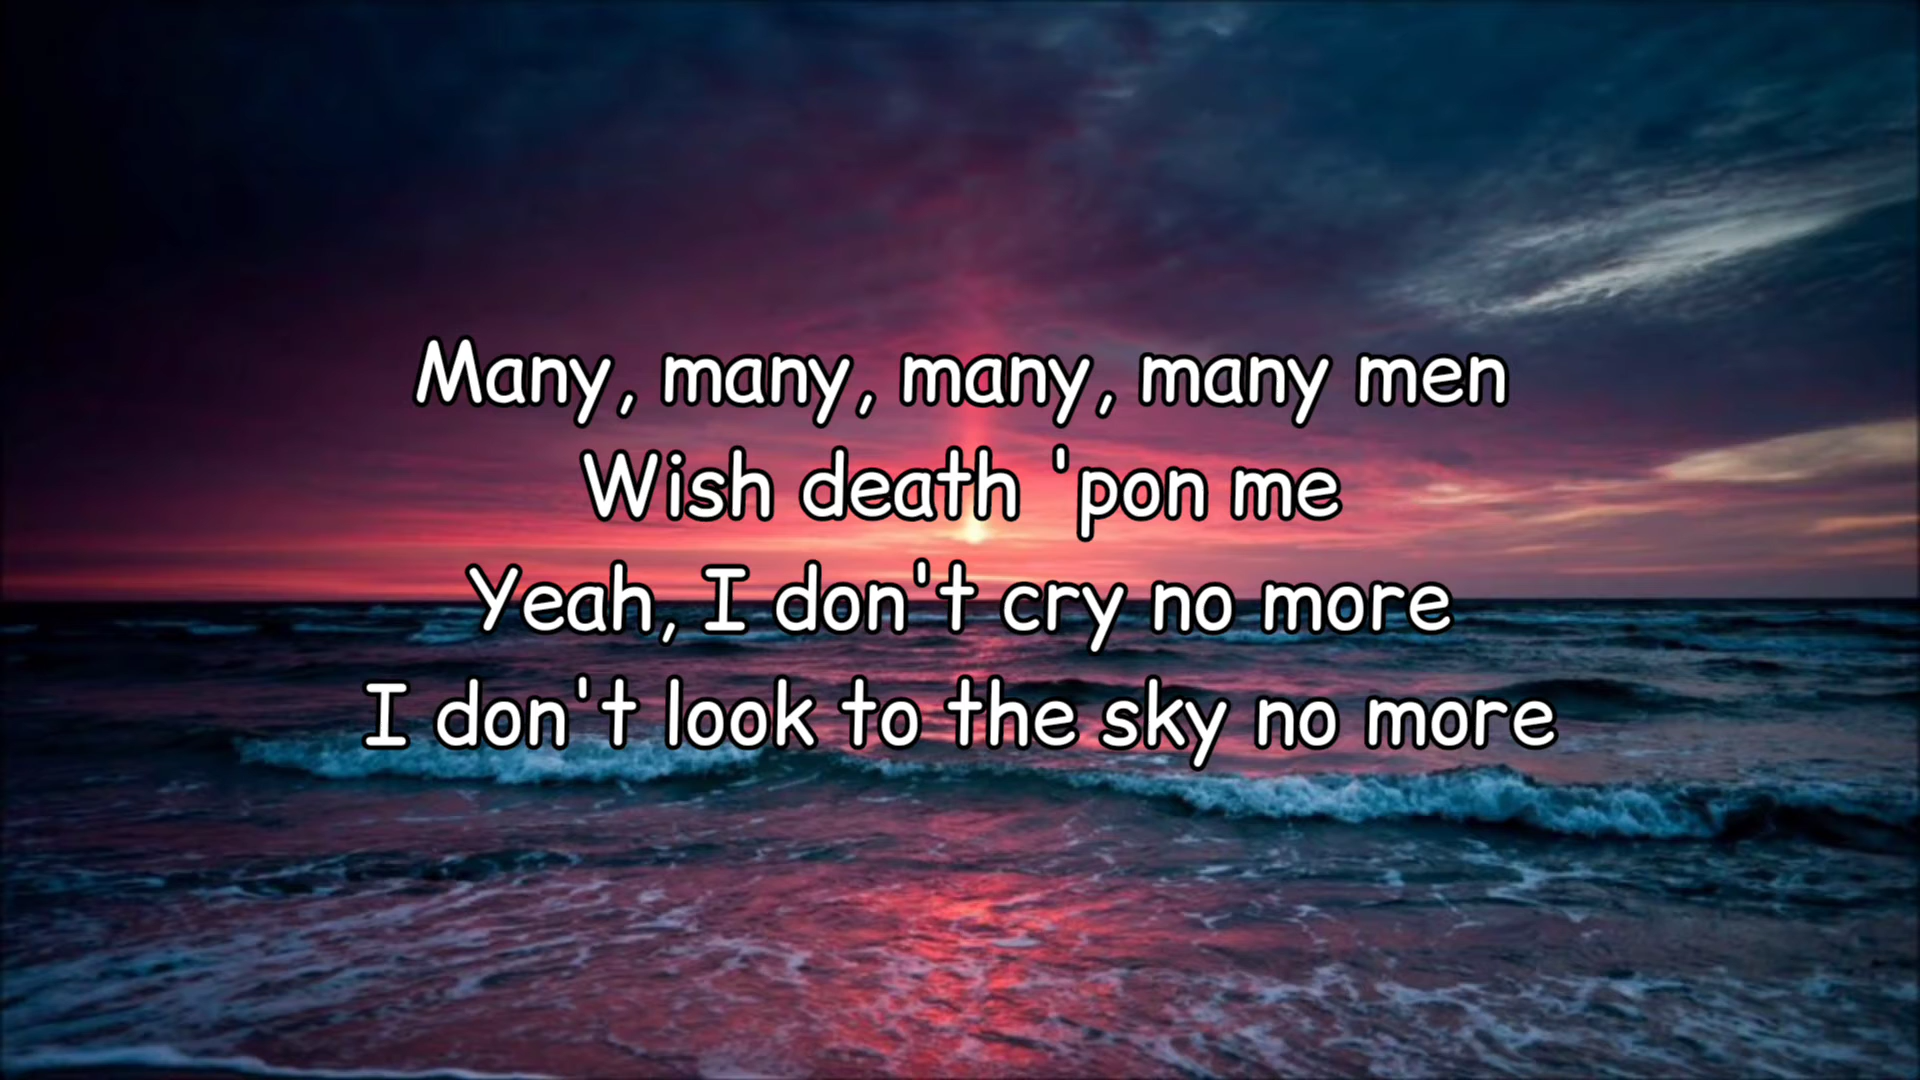 Many, many, many, many men
Wish death 'pon me
Yeah, I don't cry no more
I don't look to the sky no more